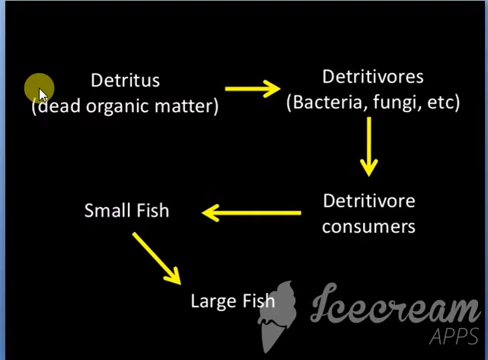 Detritus
(dead organic matter)
Detritivores
(Bacteria, fungi, etc)
Detritivore
consumers
Small Fish
Large Fish
Icecream
APPS